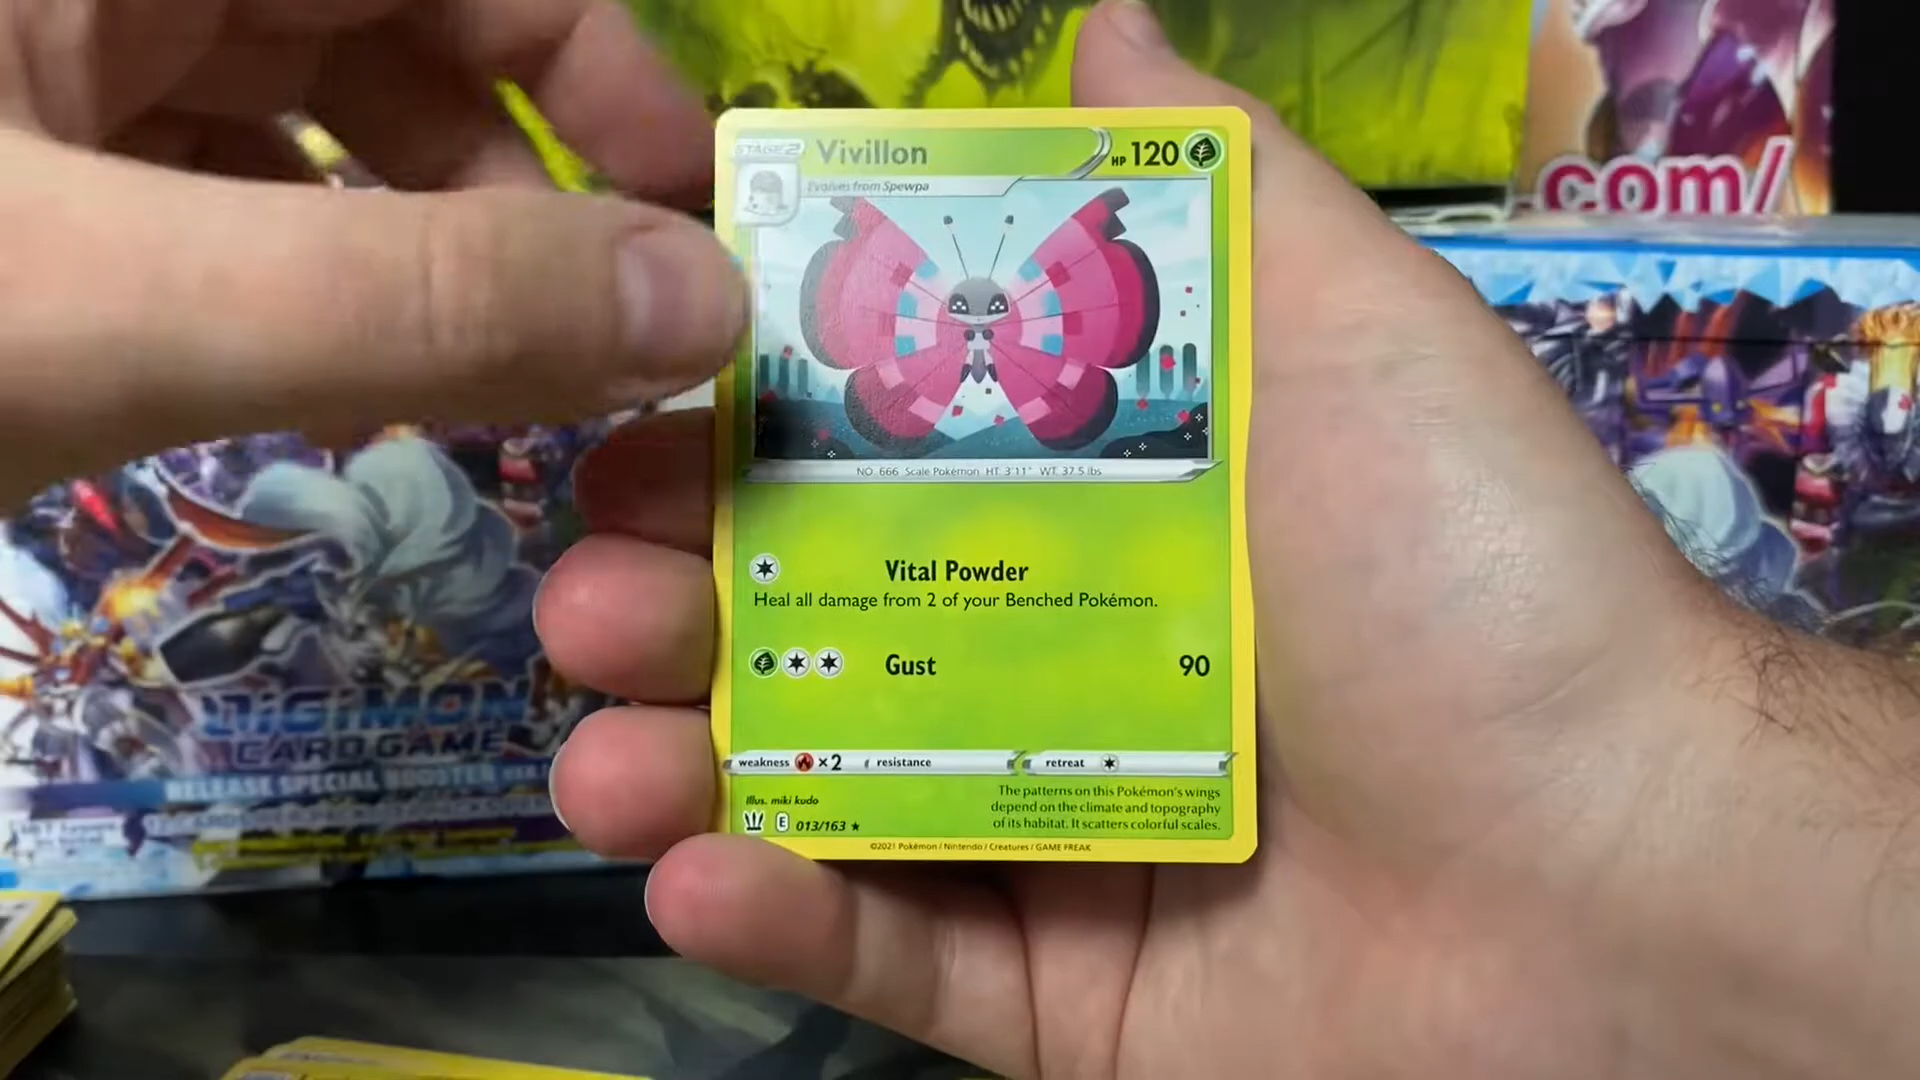 .com/
STAGE 2 Vivillon HP 120
Evolves from Spewpa
NO. 666 Scale Pokémon HT. 3'11" WT. 37.5 lbs
Vital Powder
Heal all damage from 2 of your Benched Pokémon.
Gust 90
weakness ×2 resistance retreat
Illus. miki kudo
The patterns on this Pokémon's wings
depend on the climate and topography
of its habitat. It scatters colorful scales.
E 013/163 ★
©2021 Pokémon / Nintendo / Creatures / GAME FREAK
DIGIMON
CARD GAME
RELEASE SPECIAL BOOSTER